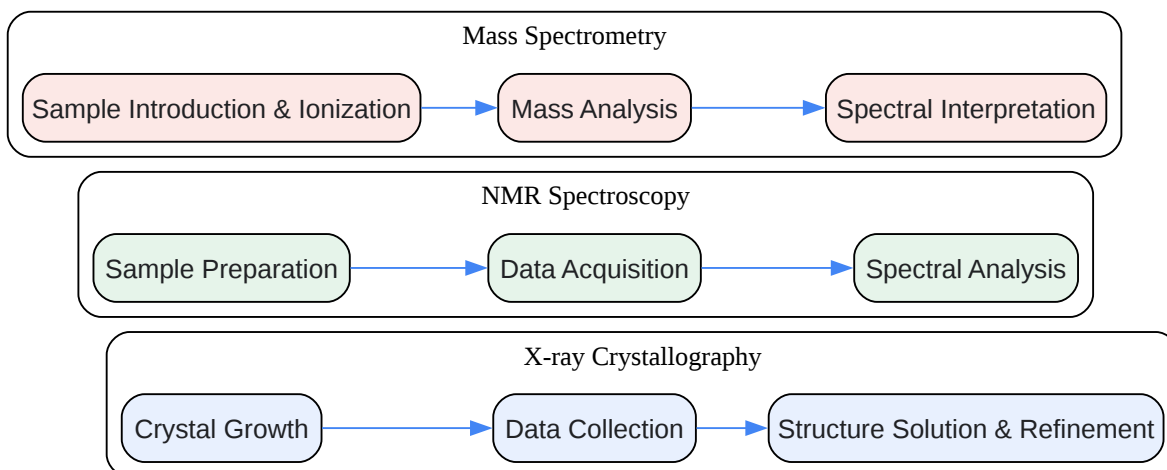 Mass Spectrometry
Sample Introduction & Ionization
Mass Analysis
Spectral Interpretation
NMR Spectroscopy
Sample Preparation
Data Acquisition
Spectral Analysis
X-ray Crystallography
Crystal Growth
Data Collection
Structure Solution & Refinement